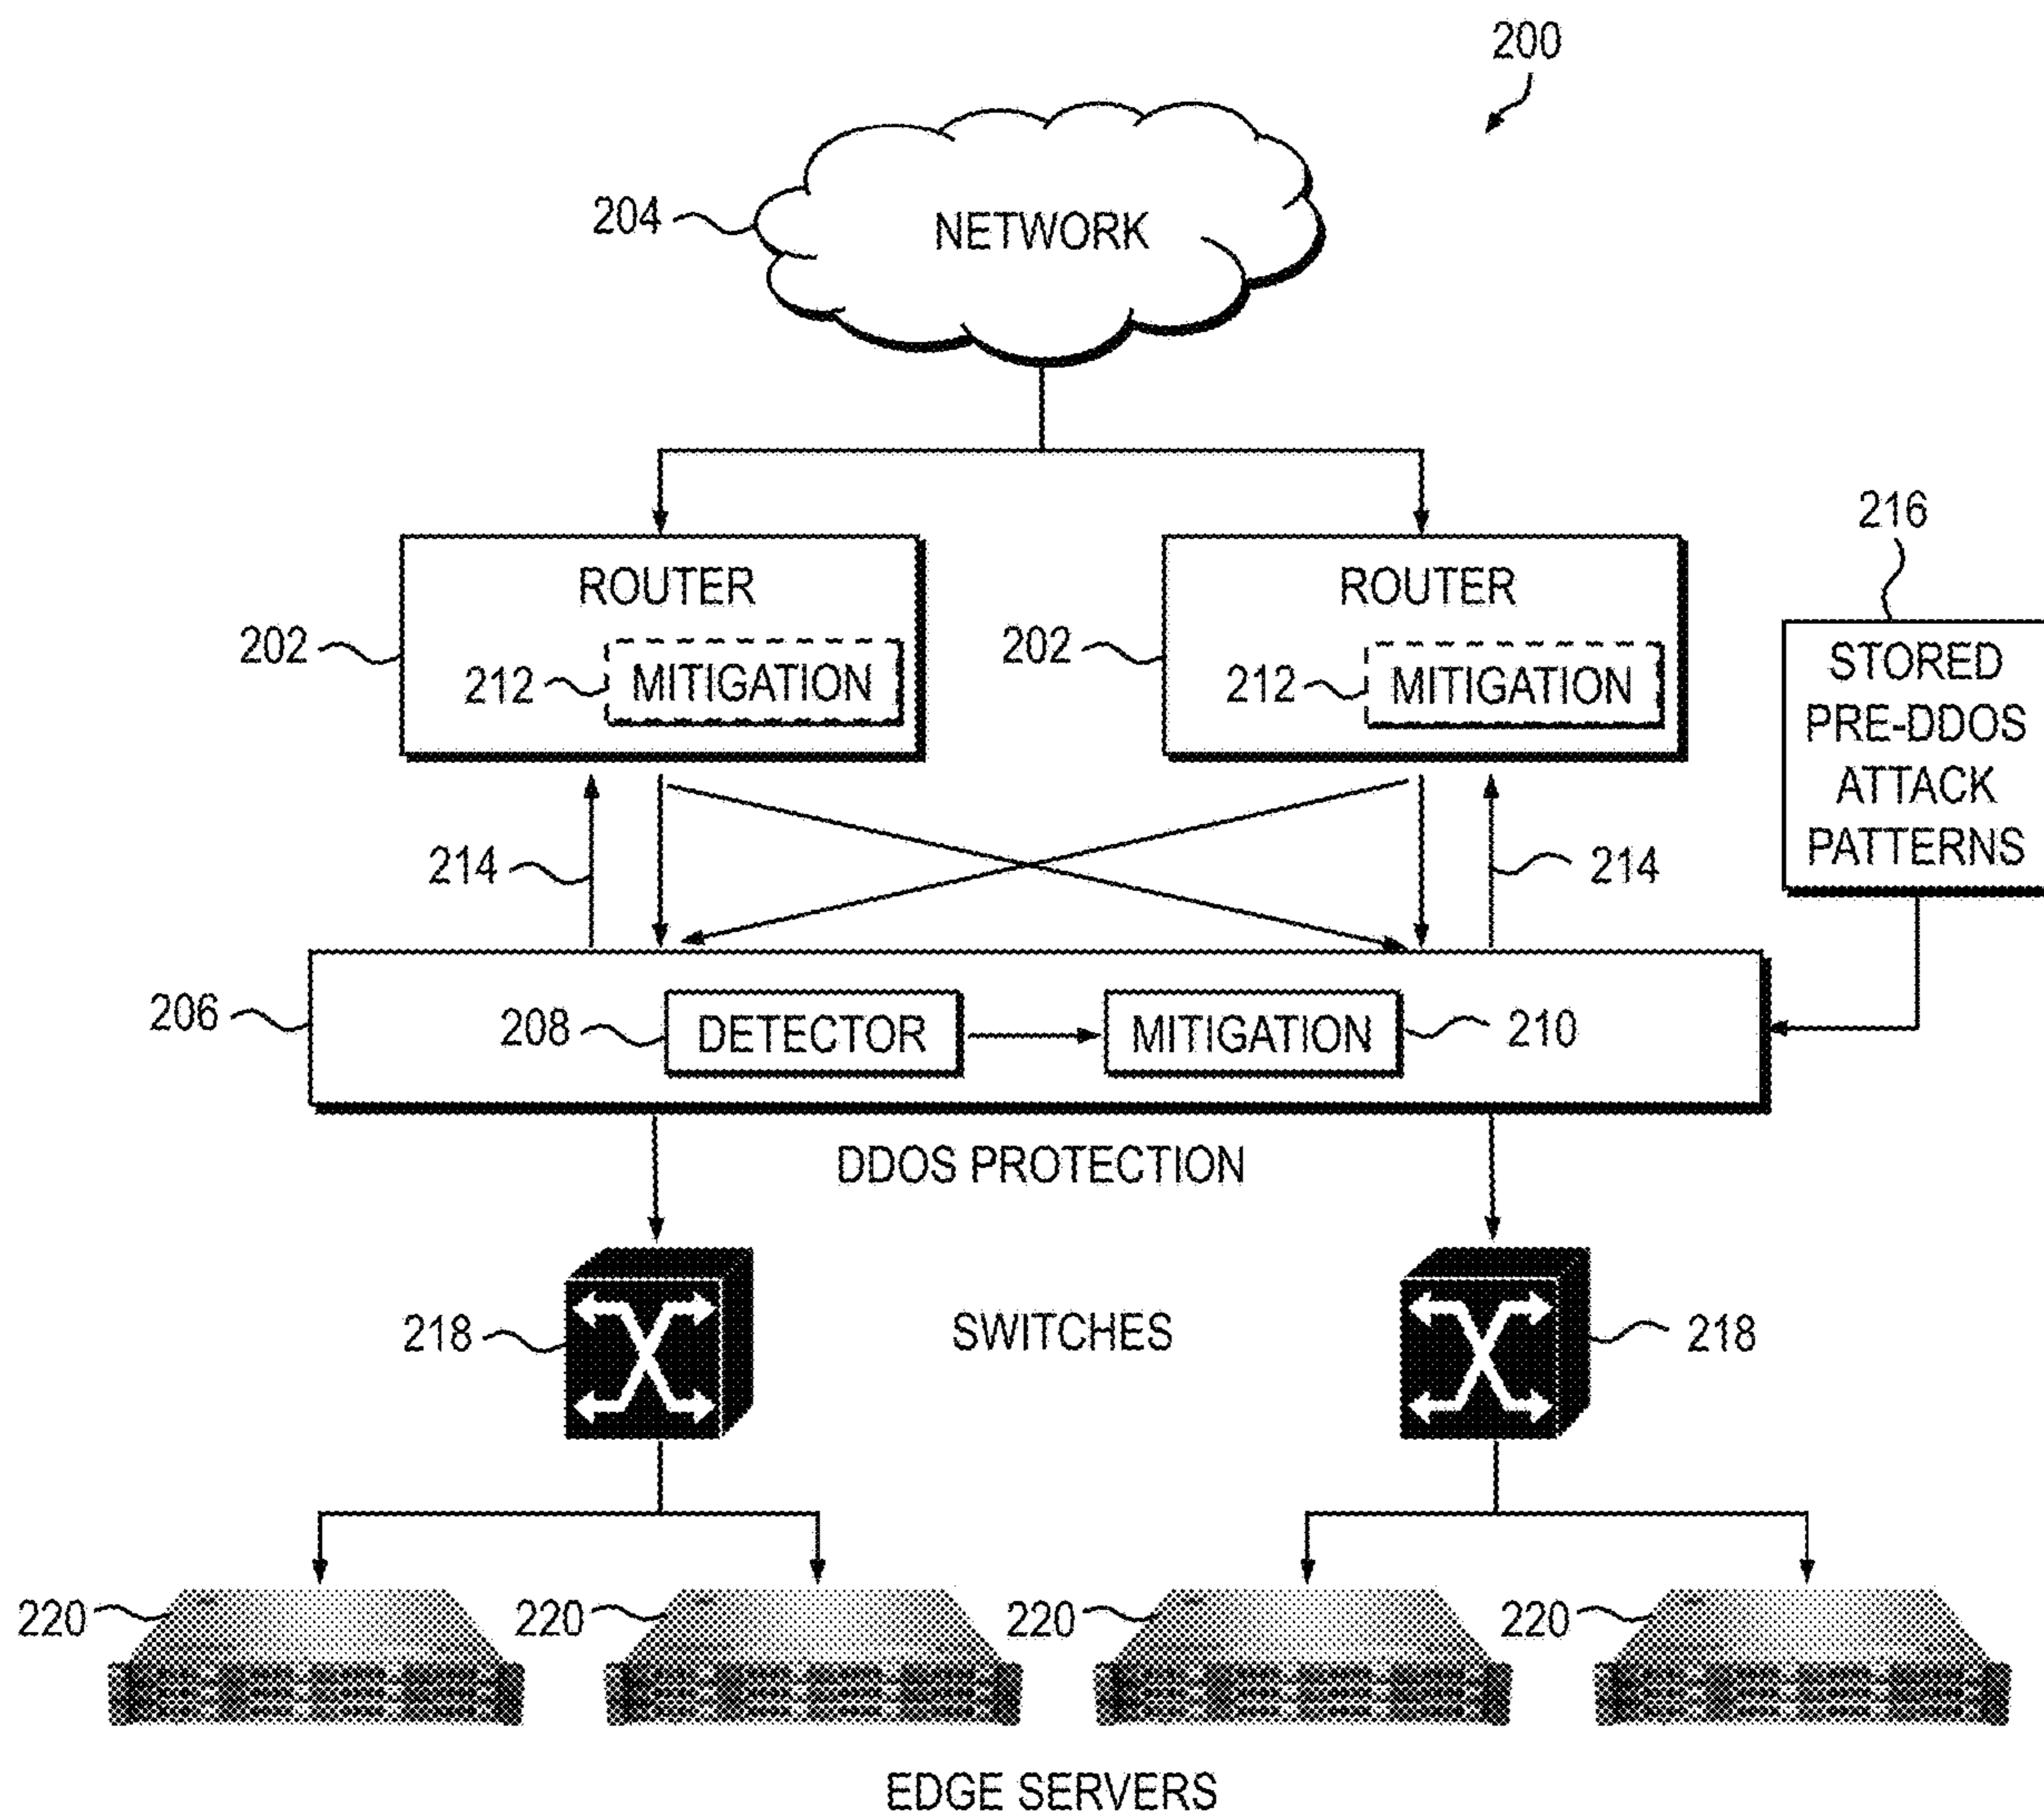 200
204
NETWORK
ROUTER
ROUTER
216
202
212
MITIGATION
202
212
MITIGATION
STORED
PRE-DDOS
ATTACK
PATTERNS
214
214
206
208
DETECTOR
MITIGATION
210
DDOS PROTECTION
218
SWITCHES
218
220
220
220
220
EDGE SERVERS